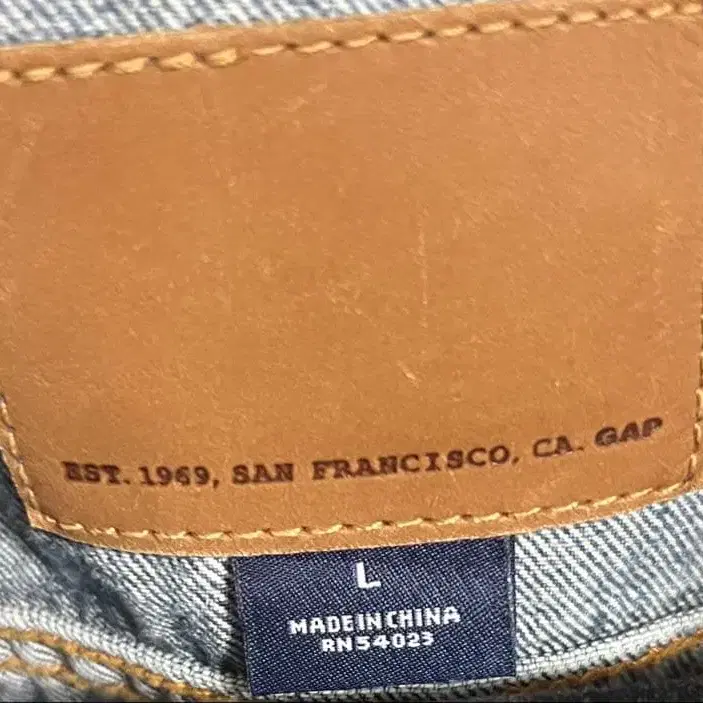 EST. 1969, SAN FRANCISCO, CA. GAP
L
MADE IN CHINA
RN54023